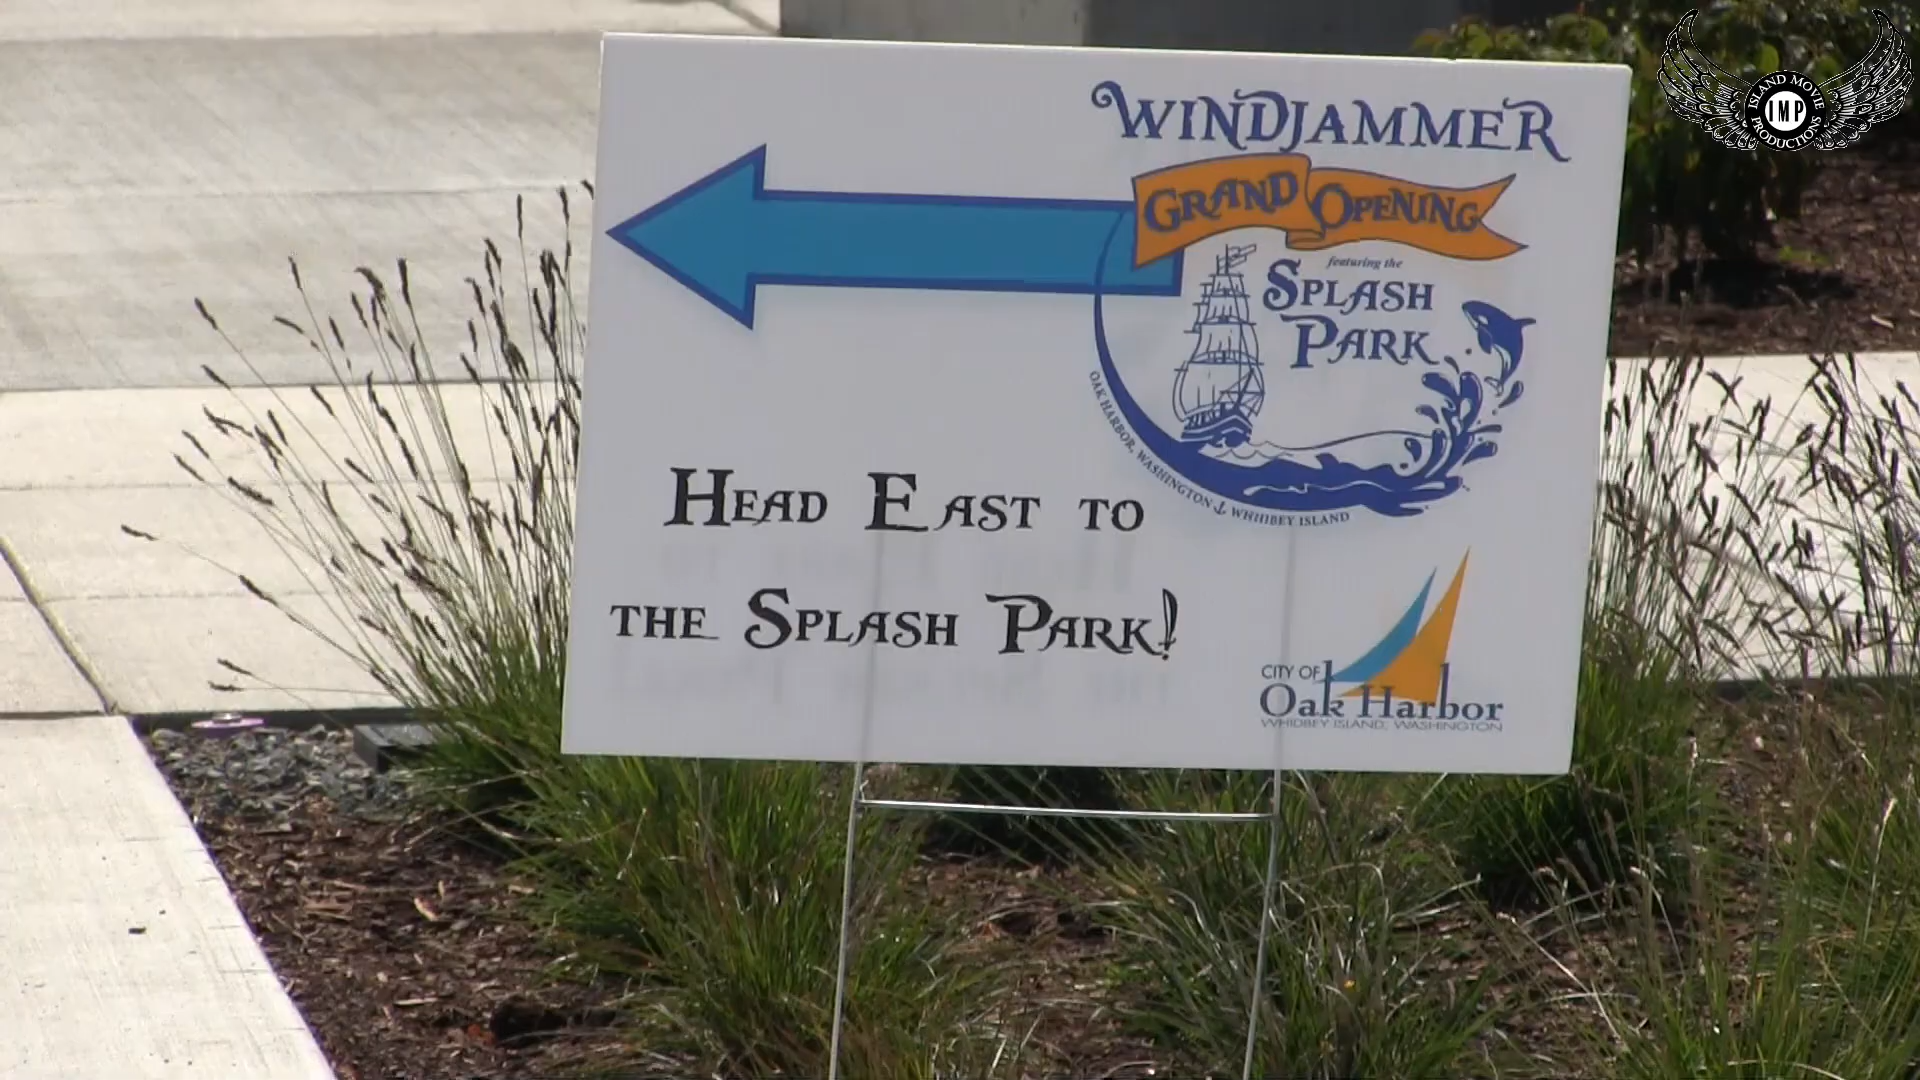 WINDJAMMER
GRAND OPENING
featuring the
SPLASH
PARK
OAK HARBOR, WASHINGTON WHIDBEY ISLAND
HEAD EAST TO
THE SPLASH PARK!
CITY OF
Oak Harbor
WHIDBEY ISLAND, WASHINGTON
ISLAND MOVIE
IMP
PRODUCTIONS